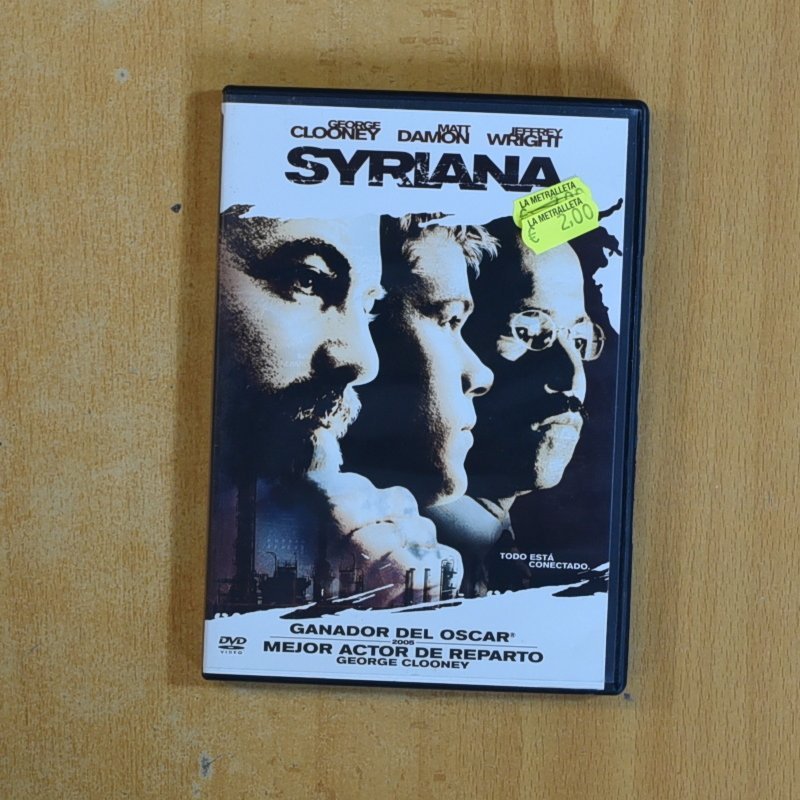 GEORGE CLOONEY MATT DAMON JEFFREY WRIGHT
SYRIANA
LA METRALLETA
LA METRALLETA
€ 2,00
TODO ESTÁ
CONECTADO.
GANADOR DEL OSCAR®
2005
MEJOR ACTOR DE REPARTO
GEORGE CLOONEY
DVD
VIDEO